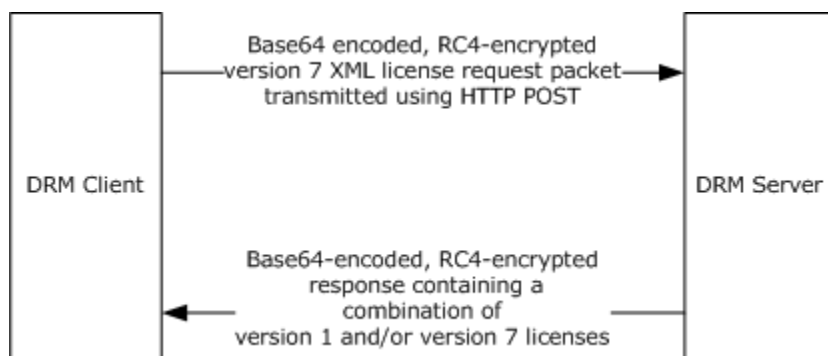 Base64 encoded, RC4-encrypted
version 7 XML license request packet
transmitted using HTTP POST
DRM Client
DRM Server
Base64-encoded, RC4-encrypted
response containing a
combination of
version 1 and/or version 7 licenses